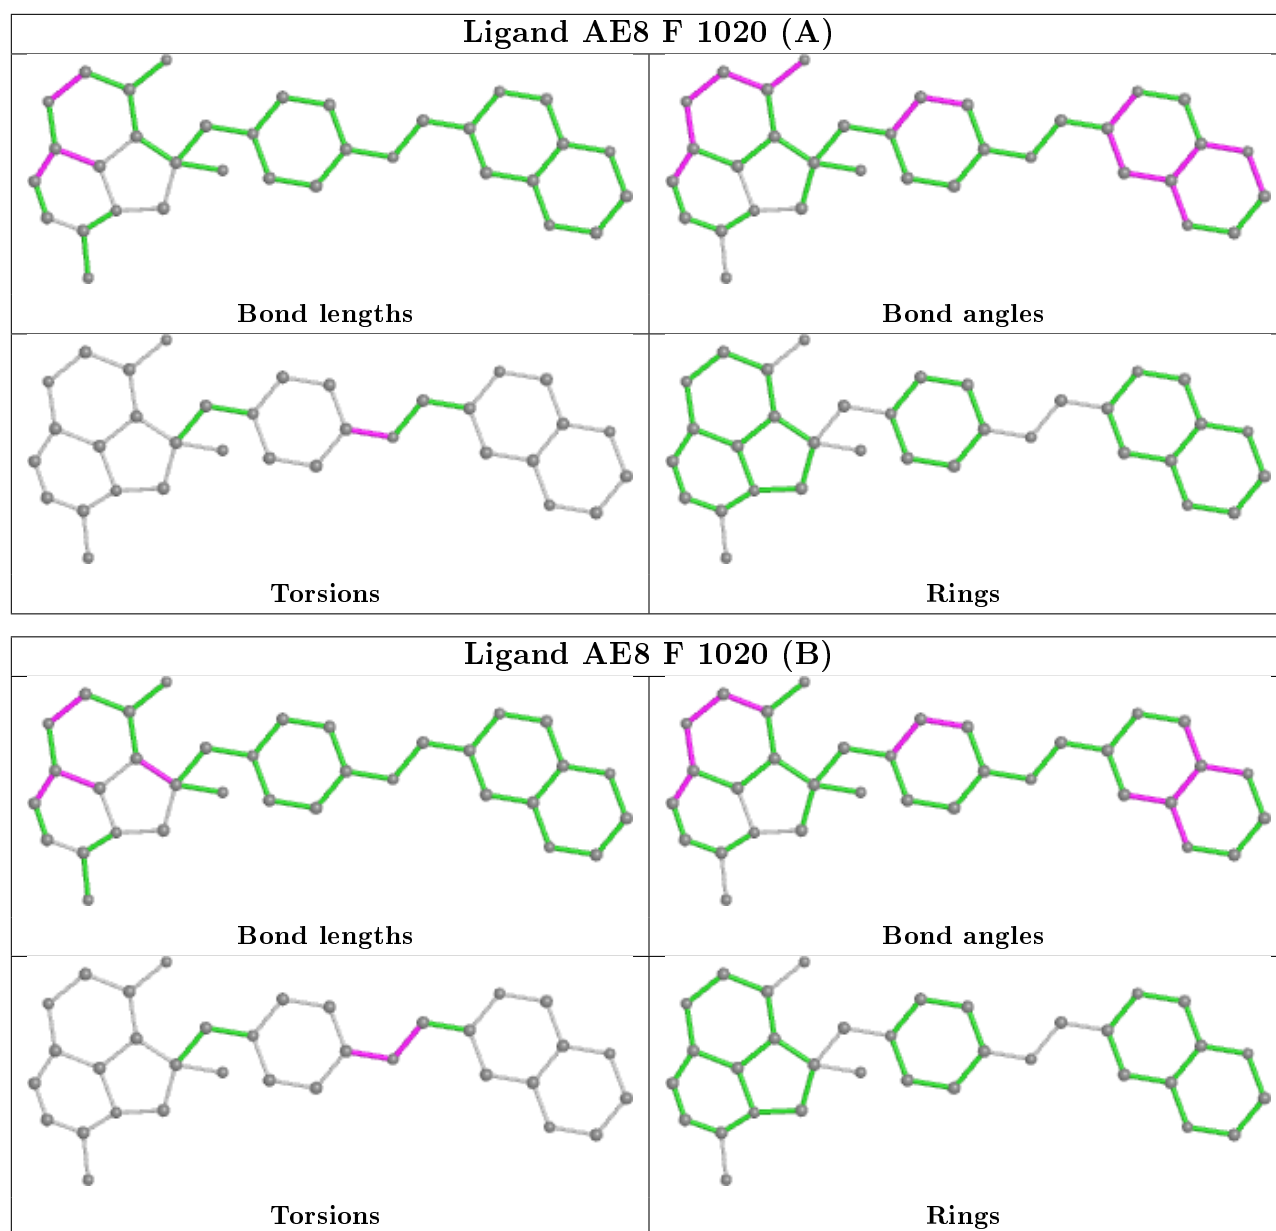 Ligand AE8 F 1020 (A)
Bond lengths
Bond angles
Torsions
Rings
Ligand AE8 F 1020 (B)
Bond lengths
Bond angles
Torsions
Rings